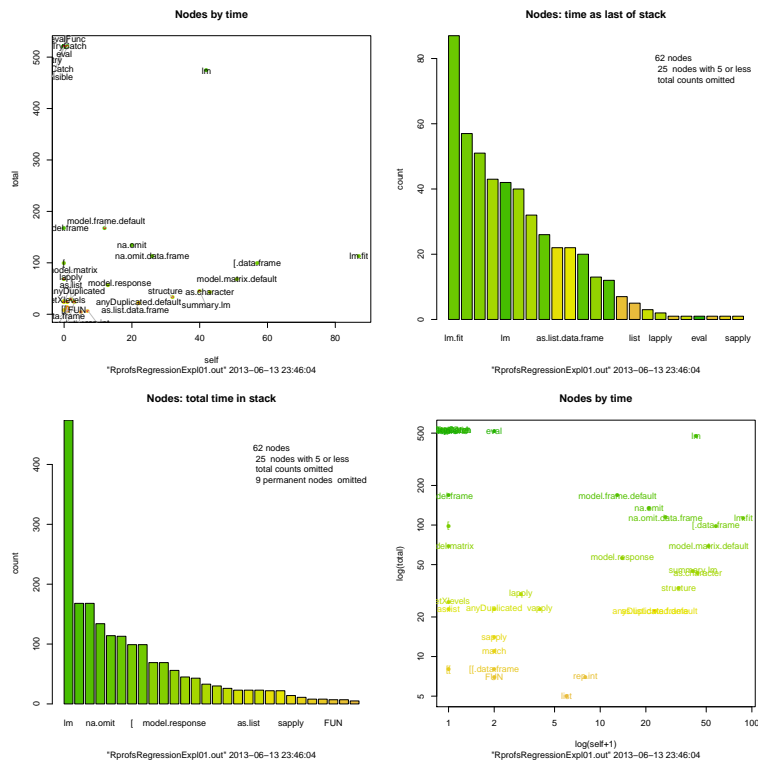 Nodes by time
evalFunc
TryCatch
eval
lm
model.frame.default
na.omit
na.omit.data.frame
[.data.frame
lm.fit
model.matrix
lapply
as.list
model.response
model.matrix.default
structure
as.character
anyDuplicated.default
summary.lm
as.list.data.frame
FUN
total
0 100 200 300 400 500
0 20 40 60 80
self
"RprofsRegressionExpl01.out" 2013−06−13 23:46:04
Nodes: time as last of stack
62 nodes
25 nodes with 5 or less
total counts omitted
count
0 20 40 60 80
lm.fit lm as.list.data.frame list lapply eval sapply
"RprofsRegressionExpl01.out" 2013−06−13 23:46:04
Nodes: total time in stack
62 nodes
25 nodes with 5 or less
total counts omitted
9 permanent nodes omitted
count
0 100 200 300 400
lm na.omit [ model.response as.list sapply FUN
"RprofsRegressionExpl01.out" 2013−06−13 23:46:04
Nodes by time
eval
lm
model.frame.default
na.omit
na.omit.data.frame
lm.fit
[.data.frame
model.matrix.default
model.response
summary.lm
as.character
structure
lapply
anyDuplicated vapply
sapply
match
[[.data.frame
FUN
rep.int
list
log(total)
5 10 20 50 100 200 500
1 2 5 10 20 50 100
log(self+1)
"RprofsRegressionExpl01.out" 2013−06−13 23:46:04